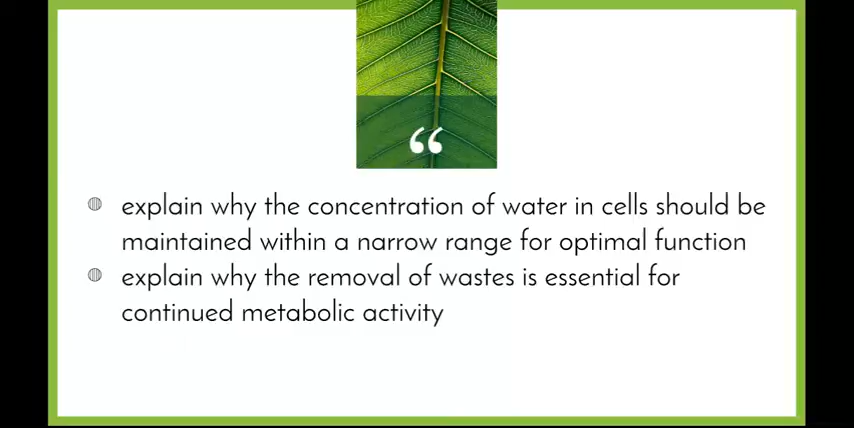 “
explain why the concentration of water in cells should be
maintained within a narrow range for optimal function
explain why the removal of wastes is essential for
continued metabolic activity